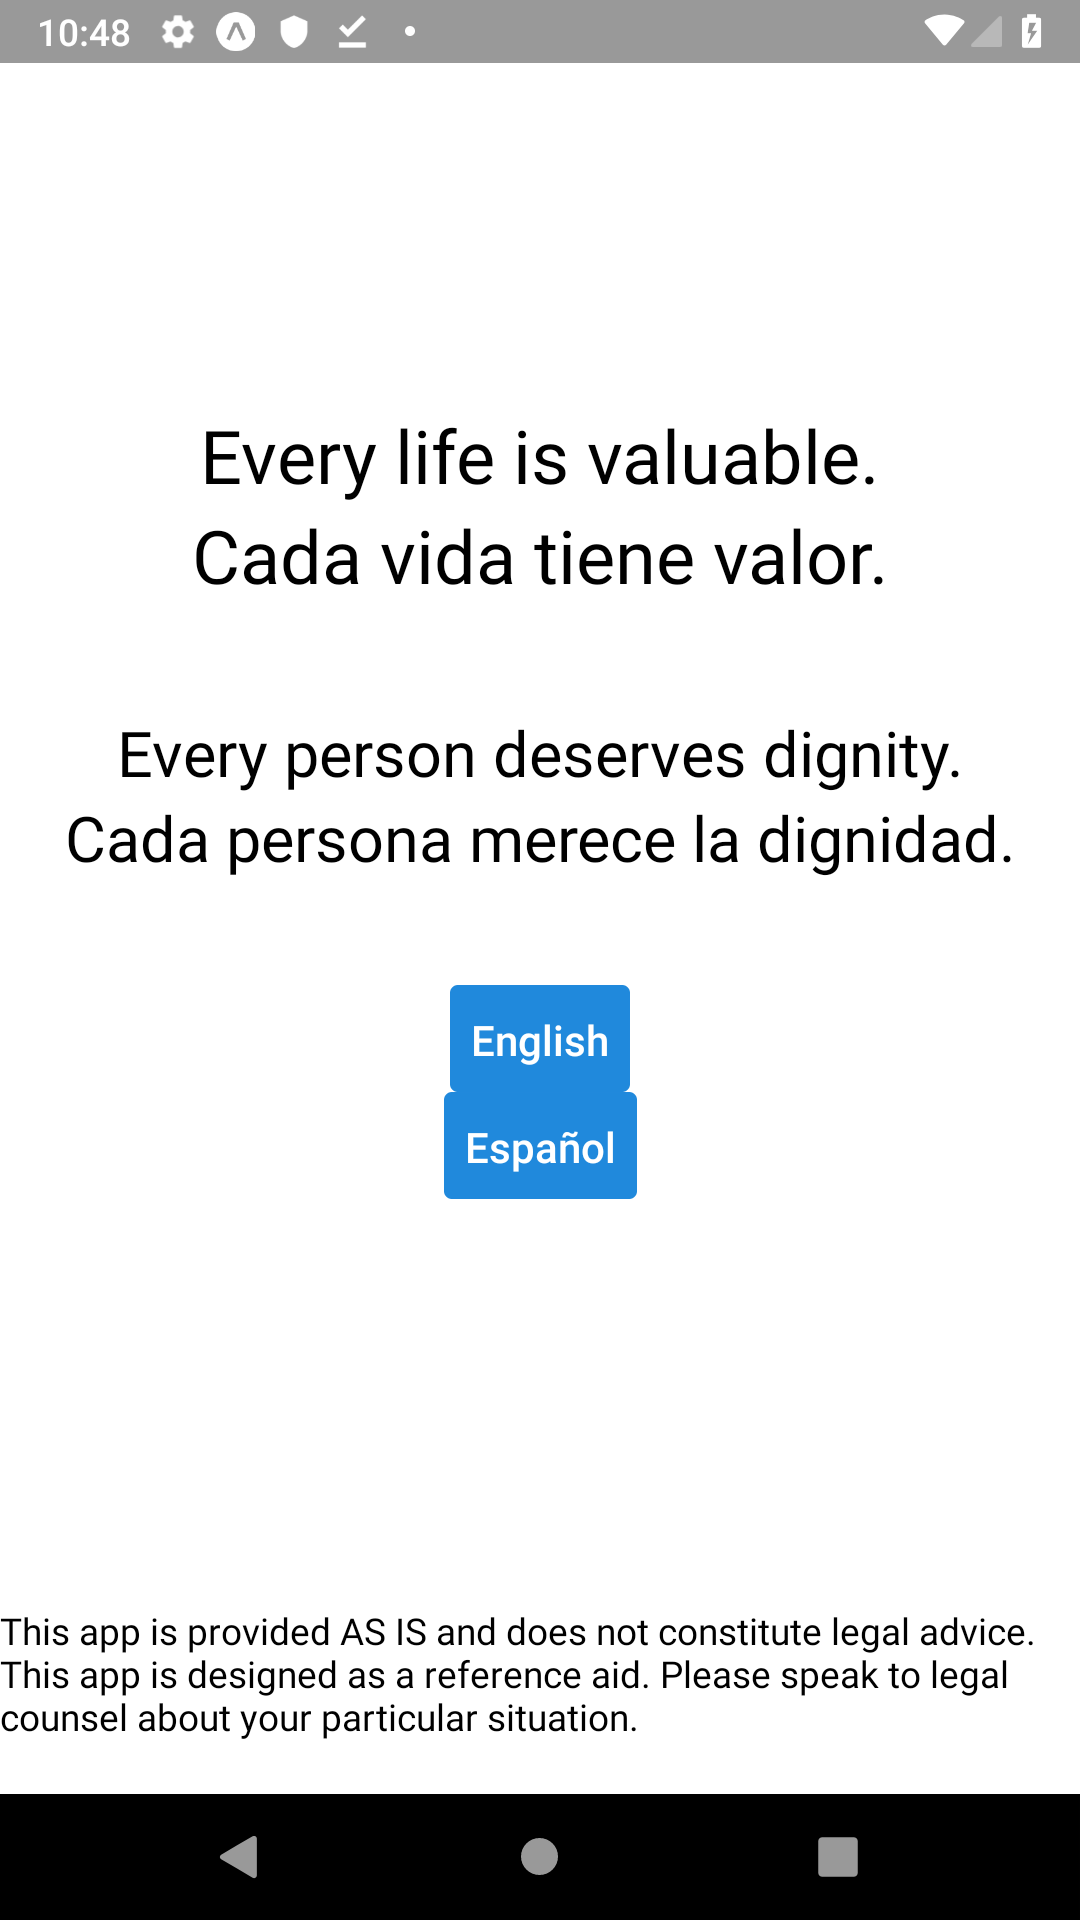 10:48
Every life is valuable.
Cada vida tiene valor.
Every person deserves dignity.
Cada persona merece la dignidad.
English
Español
This app is provided AS IS and does not constitute legal advice.
This app is designed as a reference aid. Please speak to legal
counsel about your particular situation.